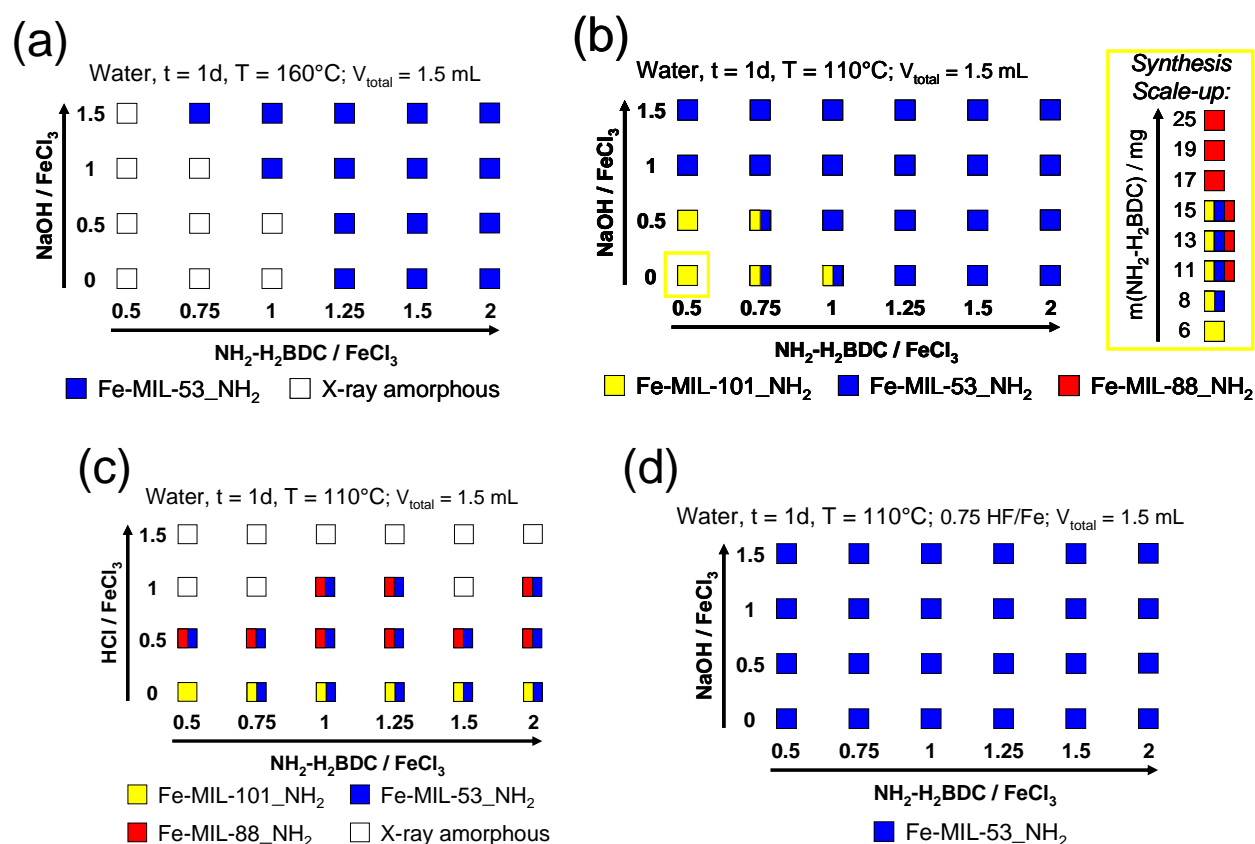 (a)
Water, t = 1d, T = 160°C; V_total = 1.5 mL
NaOH / FeCl₃
1.5
1
0.5
0
0.5 0.75 1 1.25 1.5 2
NH₂-H₂BDC / FeCl₃
Fe-MIL-53_NH₂ X-ray amorphous
(b)
Water, t = 1d, T = 110°C; V_total = 1.5 mL
NaOH / FeCl₃
1.5
1
0.5
0
0.5 0.75 1 1.25 1.5 2
NH₂-H₂BDC / FeCl₃
Fe-MIL-101_NH₂ Fe-MIL-53_NH₂ Fe-MIL-88_NH₂
Synthesis
Scale-up:
m(NH₂-H₂BDC) / mg
25
19
17
15
13
11
8
6
(c)
Water, t = 1d, T = 110°C; V_total = 1.5 mL
HCl / FeCl₃
1.5
1
0.5
0
0.5 0.75 1 1.25 1.5 2
NH₂-H₂BDC / FeCl₃
Fe-MIL-101_NH₂ Fe-MIL-53_NH₂
Fe-MIL-88_NH₂ X-ray amorphous
(d)
Water, t = 1d, T = 110°C; 0.75 HF/Fe; V_total = 1.5 mL
NaOH / FeCl₃
1.5
1
0.5
0
0.5 0.75 1 1.25 1.5 2
NH₂-H₂BDC / FeCl₃
Fe-MIL-53_NH₂